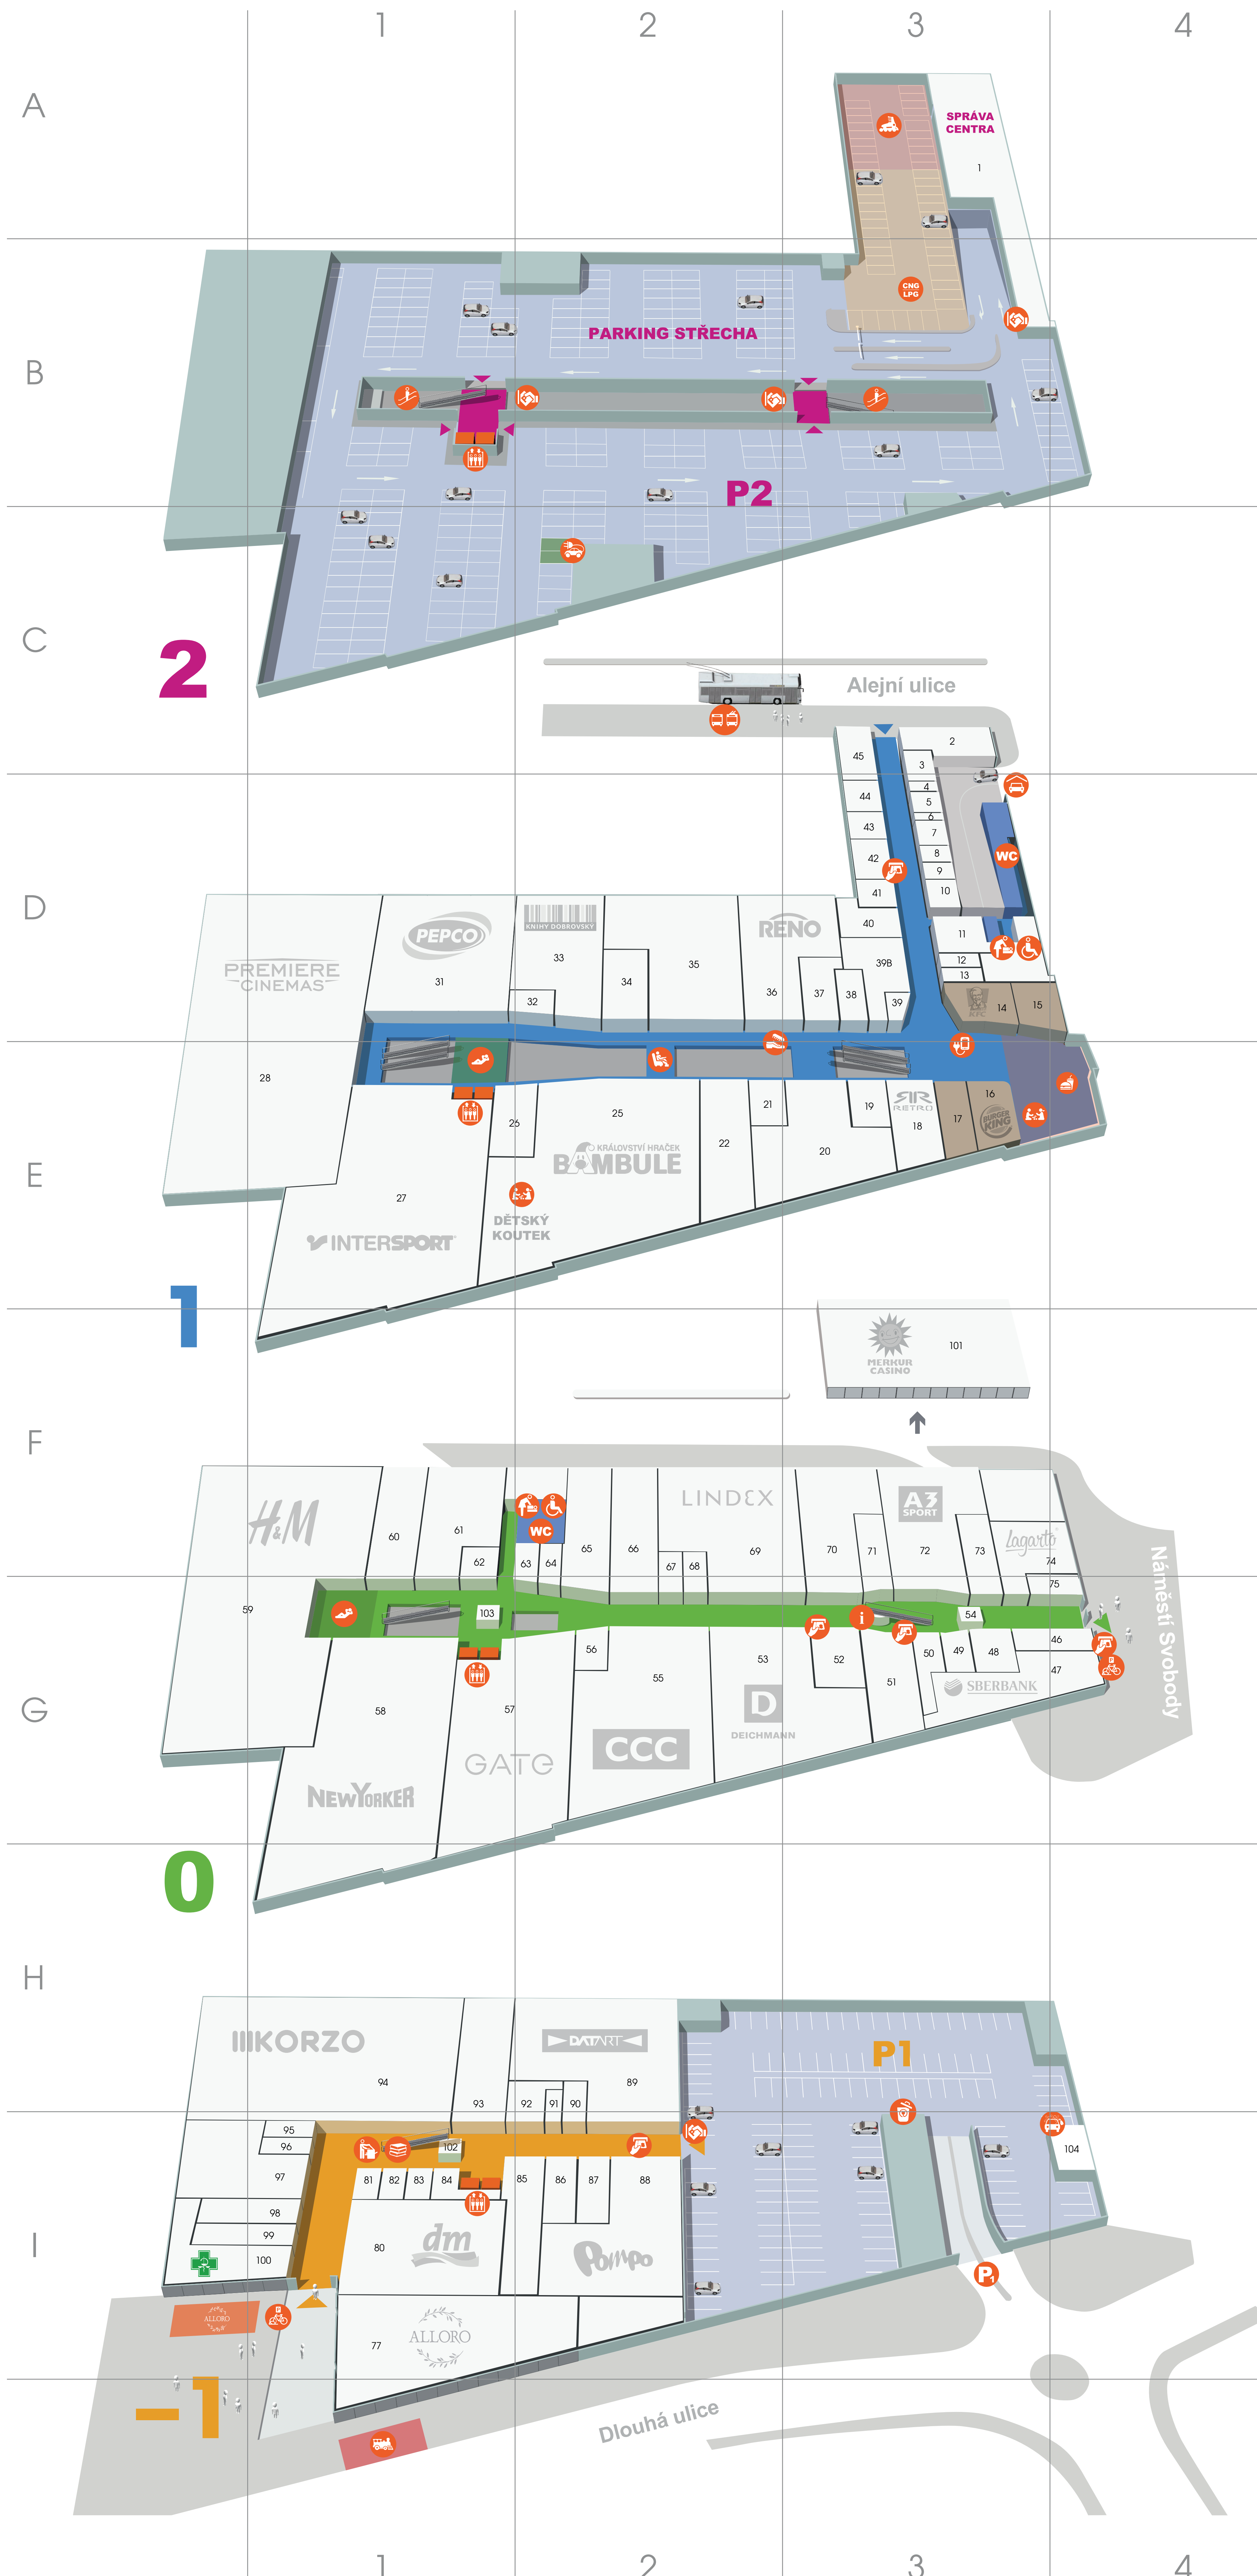 1 2 3 4
A
SPRÁVA
CENTRA
1
CNG
LPG
PARKING STŘECHA
B
P2
C
2
Alejní ulice
45
2
3
44
4
5
43
6
7
42
8
9
41
10
WC
D
PREMIERE
CINEMAS
PEPCO
KNIHY DOBROVSKÝ
RENO
40
11
31
33
34
35
36
37
38
39B
39
12
13
32
KFC
14
15
28
26
25
21
22
20
19
RETRO
18
17
16
BURGER
KING
KRÁLOVSTVÍ HRAČEK
BAMBULE
E
27
INTERSPORT
DĚTSKÝ
KOUTEK
1
MERKUR
CASINO
101
F
H&M
60
61
62
WC
63
64
65
66
67
68
LINDEX
69
70
71
A3
SPORT
72
73
Lagarto
74
75
59
103
i
54
46
47
48
49
50
51
52
53
55
56
57
58
SBERBANK
D
DEICHMANN
CCC
GATE
NEWYORKER
Náměstí Svobody
G
0
H
KORZO
DATART
P1
94
93
92
91
90
89
95
96
97
98
99
100
102
81
82
83
84
85
86
87
88
104
80
dm
Pompo
I
P1
ALLORO
77
ALLORO
-1
Dlouhá ulice
1 2 3 4